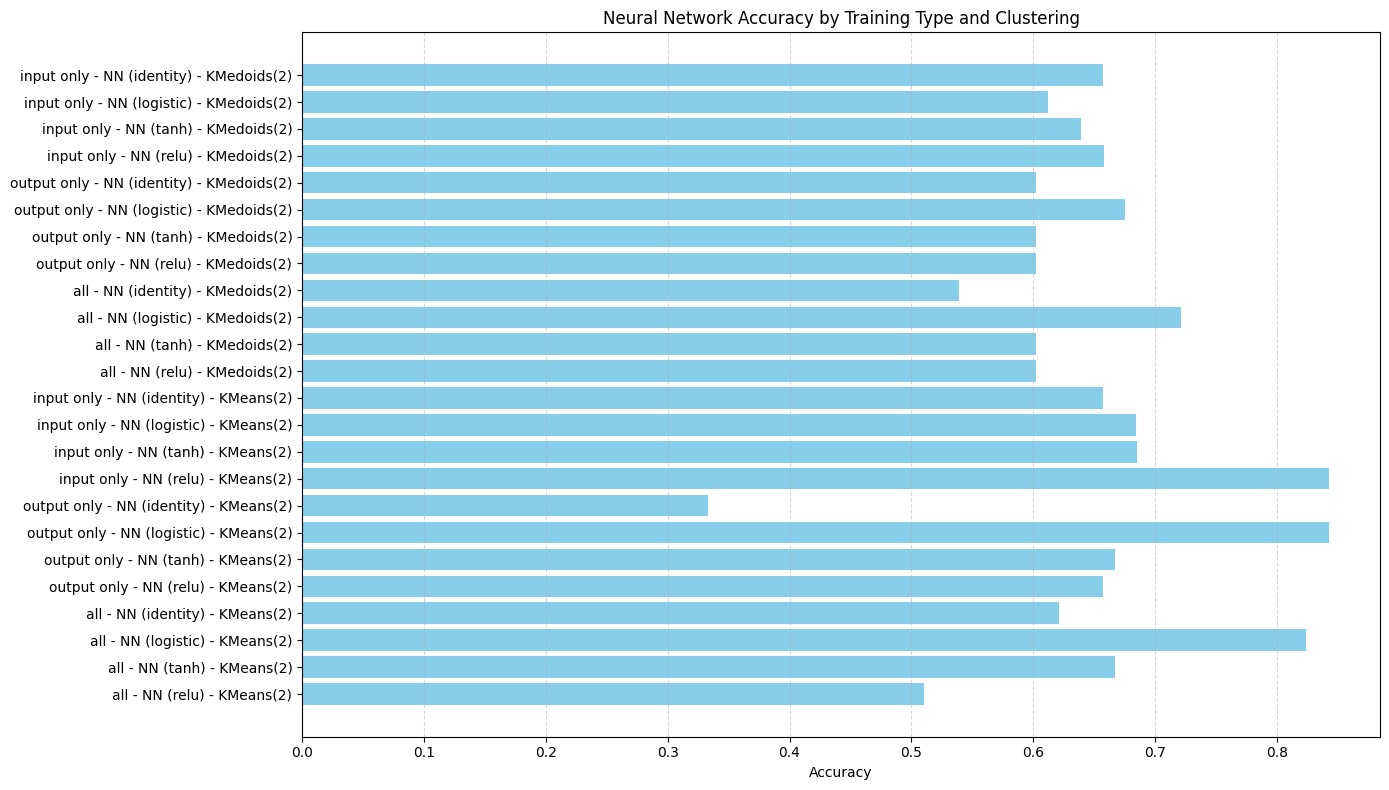 Neural Network Accuracy by Training Type and Clustering
input only - NN (identity) - KMedoids(2)
input only - NN (logistic) - KMedoids(2)
input only - NN (tanh) - KMedoids(2)
input only - NN (relu) - KMedoids(2)
output only - NN (identity) - KMedoids(2)
output only - NN (logistic) - KMedoids(2)
output only - NN (tanh) - KMedoids(2)
output only - NN (relu) - KMedoids(2)
all - NN (identity) - KMedoids(2)
all - NN (logistic) - KMedoids(2)
all - NN (tanh) - KMedoids(2)
all - NN (relu) - KMedoids(2)
input only - NN (identity) - KMeans(2)
input only - NN (logistic) - KMeans(2)
input only - NN (tanh) - KMeans(2)
input only - NN (relu) - KMeans(2)
output only - NN (identity) - KMeans(2)
output only - NN (logistic) - KMeans(2)
output only - NN (tanh) - KMeans(2)
output only - NN (relu) - KMeans(2)
all - NN (identity) - KMeans(2)
all - NN (logistic) - KMeans(2)
all - NN (tanh) - KMeans(2)
all - NN (relu) - KMeans(2)
0.0 0.1 0.2 0.3 0.4 0.5 0.6 0.7 0.8
Accuracy